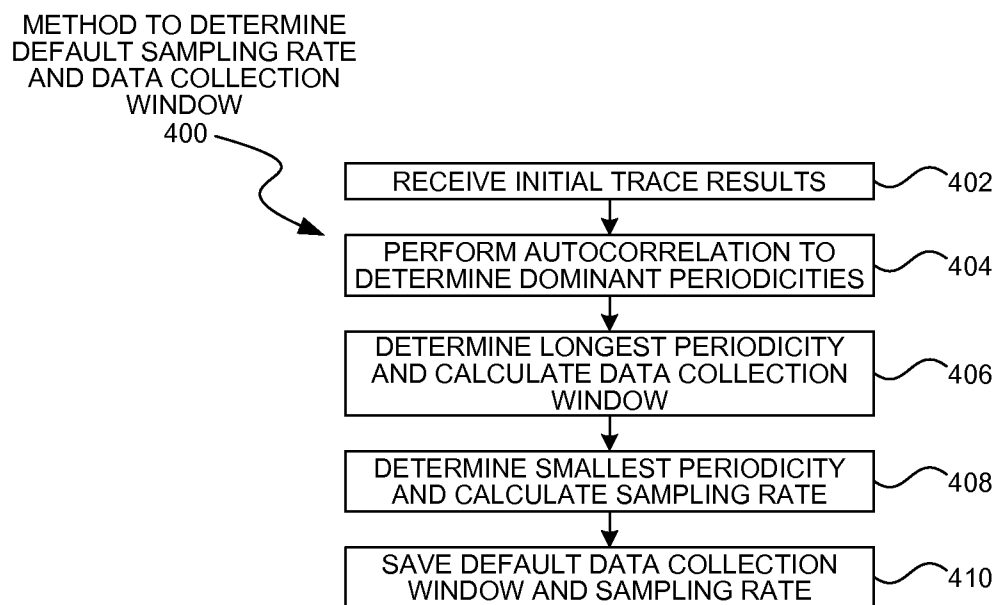 METHOD TO DETERMINE
DEFAULT SAMPLING RATE
AND DATA COLLECTION
WINDOW
400
RECEIVE INITIAL TRACE RESULTS
402
PERFORM AUTOCORRELATION TO
DETERMINE DOMINANT PERIODICITIES
404
DETERMINE LONGEST PERIODICITY
AND CALCULATE DATA COLLECTION
WINDOW
406
DETERMINE SMALLEST PERIODICITY
AND CALCULATE SAMPLING RATE
408
SAVE DEFAULT DATA COLLECTION
WINDOW AND SAMPLING RATE
410